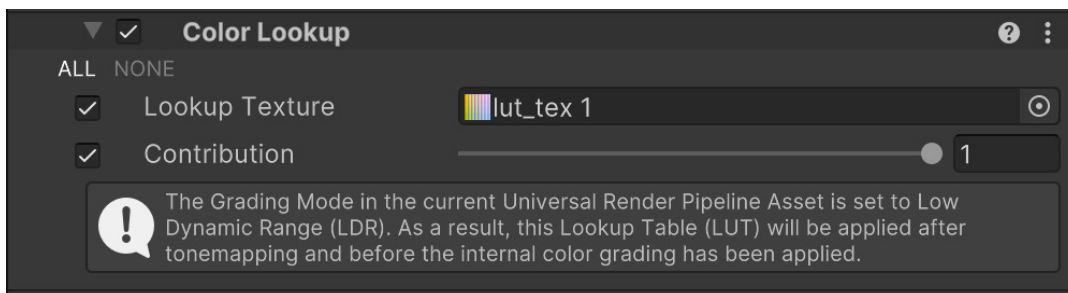 Color Lookup
ALL NONE
Lookup Texture lut_tex 1
Contribution 1
The Grading Mode in the current Universal Render Pipeline Asset is set to Low
Dynamic Range (LDR). As a result, this Lookup Table (LUT) will be applied after
tonemapping and before the internal color grading has been applied.